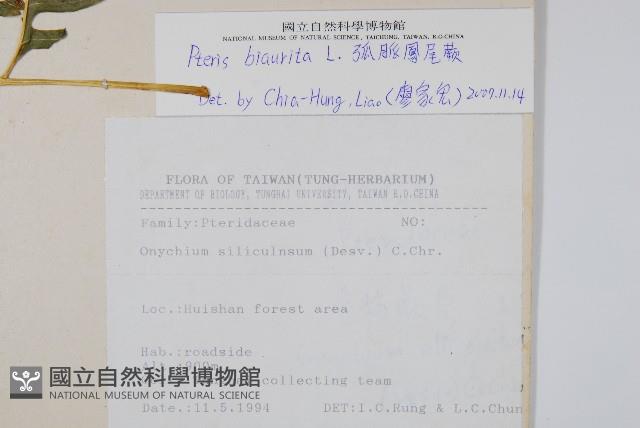 國立自然科學博物館
NATIONAL MUSEUM OF NATURAL SCIENCE, TAICHUNG, TAIWAN, R.O.CHINA
Pteris biaurita L. 弧脈鳳尾蕨
Det. by Chia-Hung, Liao (廖家宏) 2007.11.14
FLORA OF TAIWAN(TUNG-HERBARIUM)
DEPARTMENT OF BIOLOGY, TUNGHAI UNIVERSITY, TAIWAN R.O.CHINA
Family:Pteridaceae NO:
Onychium siliculnsum (Desv.) C.Chr.
Loc.:Huishan forest area
Hab.:roadside
collecting team
Date.:11.5.1994 DET:I.C.Rung & L.C.Chun
國立自然科學博物館
NATIONAL MUSEUM OF NATURAL SCIENCE